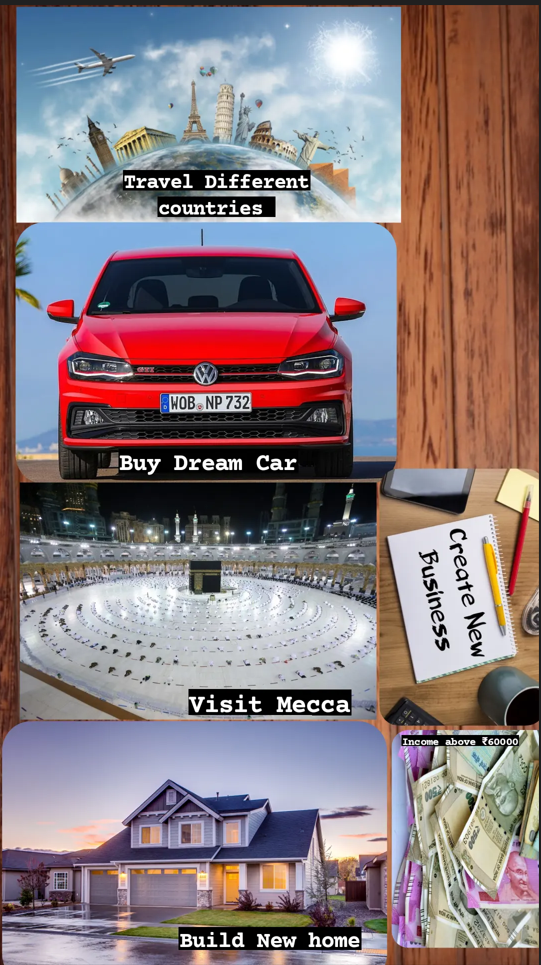 Travel Different
countries
WOB NP 732
Buy Dream Car
Create New
Business
Visit Mecca
Income above ₹60000
Build New home